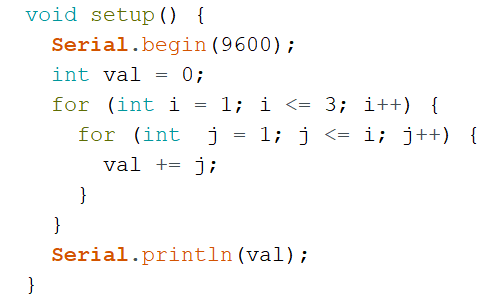 void setup() {
  Serial.begin(9600);
  int val = 0;
  for (int i = 1; i <= 3; i++) {
    for (int  j = 1; j <= i; j++) {
      val += j;
    }
  }
  Serial.println(val);
}